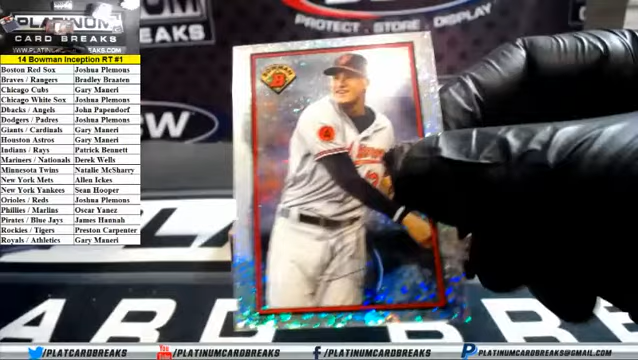 PLATINUM
CARD BREAKS
WWW.PLATINUMCARDBREAKS.COM
PROTECT . STORE . DISPLAY
14 Bowman Inception RT #1
Boston Red Sox Joshua Plemons
Braves / Rangers Bradley Braaten
Chicago Cubs Gary Maneri
Chicago White Sox Joshua Plemons
Dbacks / Angels John Papendorf
Dodgers / Padres Joshua Plemons
Giants / Cardinals Gary Maneri
Houston Astros Gary Maneri
Indians / Rays Patrick Bennett
Mariners / Nationals Derek Wells
Minnesota Twins Natalie McSharry
New York Mets Allen Ickes
New York Yankees Sean Hooper
Orioles / Reds Joshua Plemons
Phillies / Marlins Oscar Yanez
Pirates / Blue Jays James Hannah
Rockies / Tigers Preston Carpenter
Royals / Athletics Gary Maneri
B
/PLATCARDBREAKS
/PLATINUMCARDBREAKS
/PLATINUMCARDBREAKS
PLATINUMCARDBREAKS@GMAIL.COM